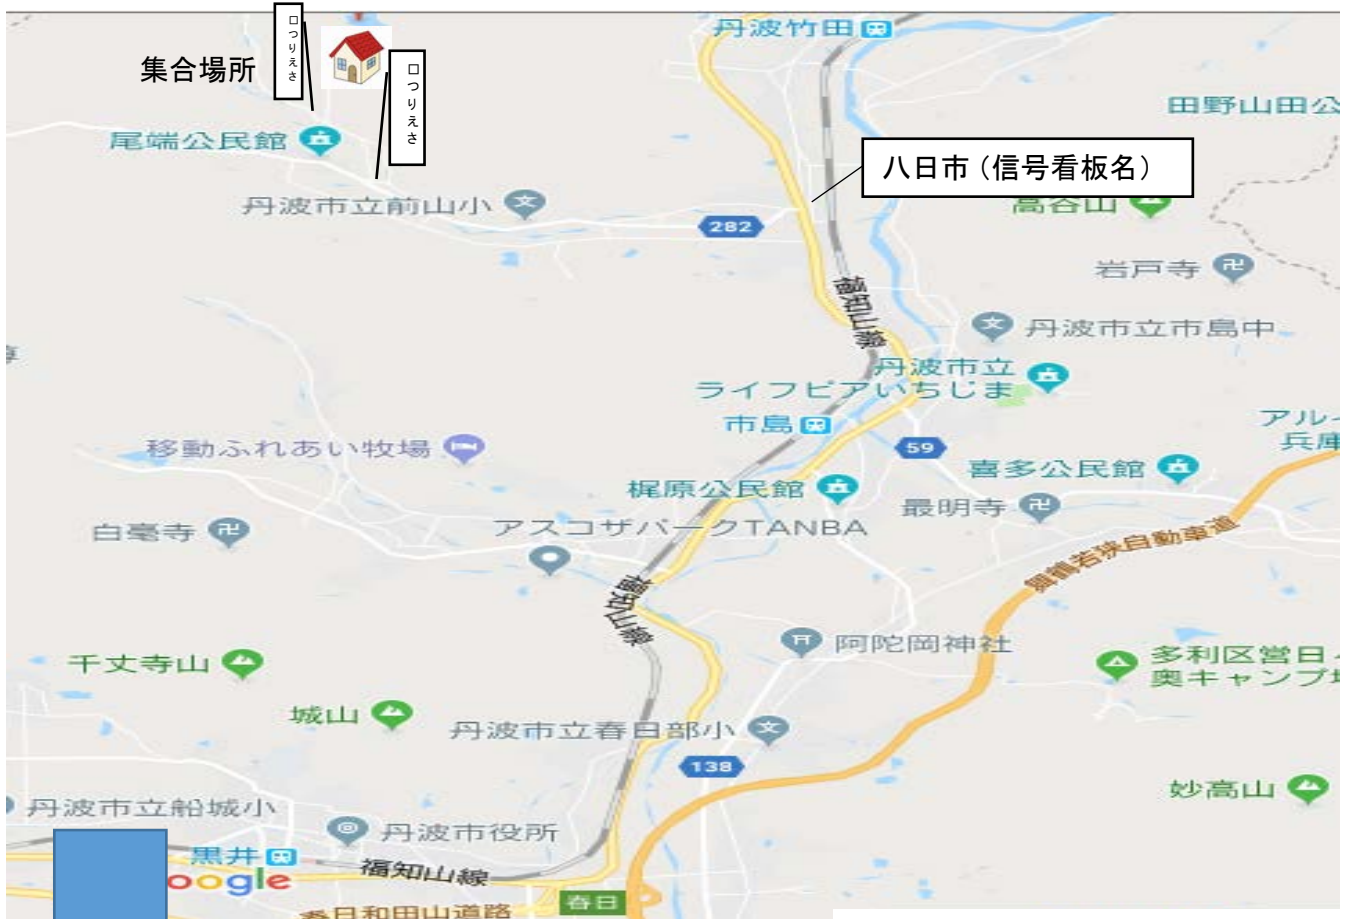 丹波竹田
口つりえさ
集合場所
口つりえさ
田野山田公
尾端公民館
八日市（信号看板名）
丹波市立前山小
高谷山
282
岩戸寺
福知山線
丹波市立市島中
丹波市立
ライフピアいちじま
市島
アルイ
兵庫
移動ふれあい牧場
59
喜多公民館
梶原公民館
最明寺
白毫寺
アスコザパークTANBA
舞鶴若狭自動車道
福知山線
阿陀岡神社
千丈寺山
多利区営日ヶ
奥キャンプ場
城山
丹波市立春日部小
138
妙高山
丹波市立船城小
丹波市役所
黒井
福知山線
oogle
春日
春日和田山道路